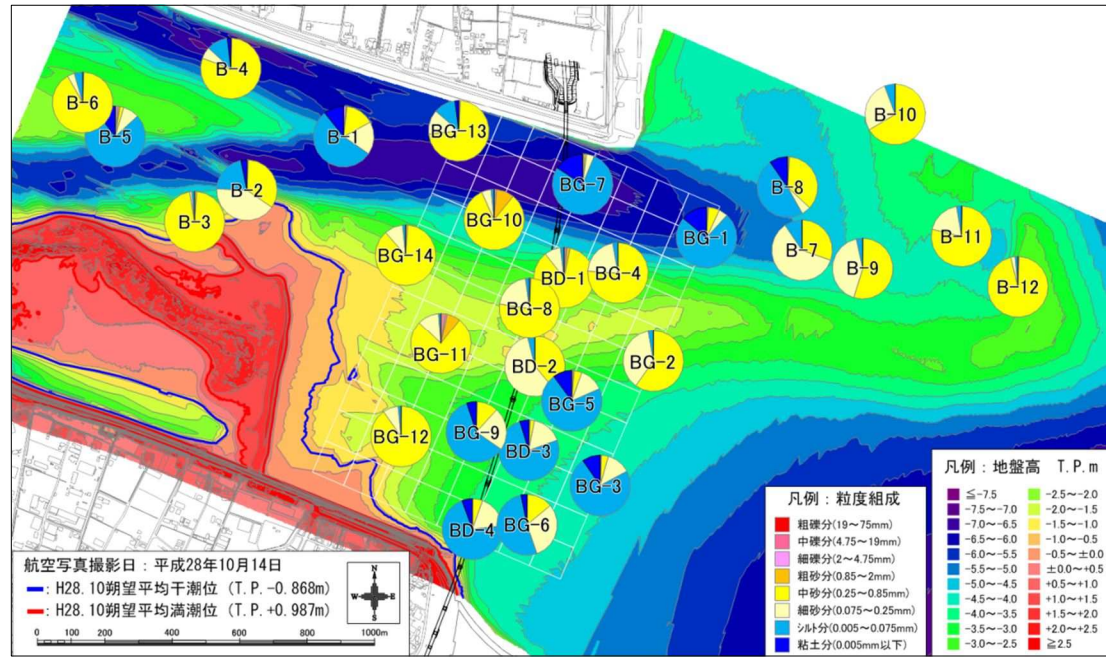 B-4
B-10
B-6
B-5
B-1
BG-13
B-2
BG-7
B-8
B-3
BG-10
BG-1
B-7
B-11
BG-14
BD-1
BG-4
B-9
B-12
BG-8
BG-11
BD-2
BG-2
BG-5
BG-12
BG-9
BD-3
BG-3
BD-4
BG-6
航空写真撮影日：平成28年10月14日
：H28.10朔望平均干潮位 (T.P.-0.868m)
：H28.10朔望平均満潮位 (T.P.+0.987m)
N
W E
S
0 100 200 300 400 500 600 700 800 1000m
凡例：粒度組成
粗礫分(19～75mm)
中礫分(4.75～19mm)
細礫分(2～4.75mm)
粗砂分(0.85～2mm)
中砂分(0.25～0.85mm)
細砂分(0.075～0.25mm)
ｼﾙﾄ分(0.005～0.075mm)
粘土分(0.005mm以下)
凡例：地盤高 T.P.m
≦-7.5
-7.5～-7.0
-7.0～-6.5
-6.5～-6.0
-6.0～-5.5
-5.5～-5.0
-5.0～-4.5
-4.5～-4.0
-4.0～-3.5
-3.5～-3.0
-3.0～-2.5
-2.5～-2.0
-2.0～-1.5
-1.5～-1.0
-1.0～-0.5
-0.5～±0.0
±0.0～+0.5
+0.5～+1.0
+1.0～+1.5
+1.5～+2.0
+2.0～+2.5
≧2.5